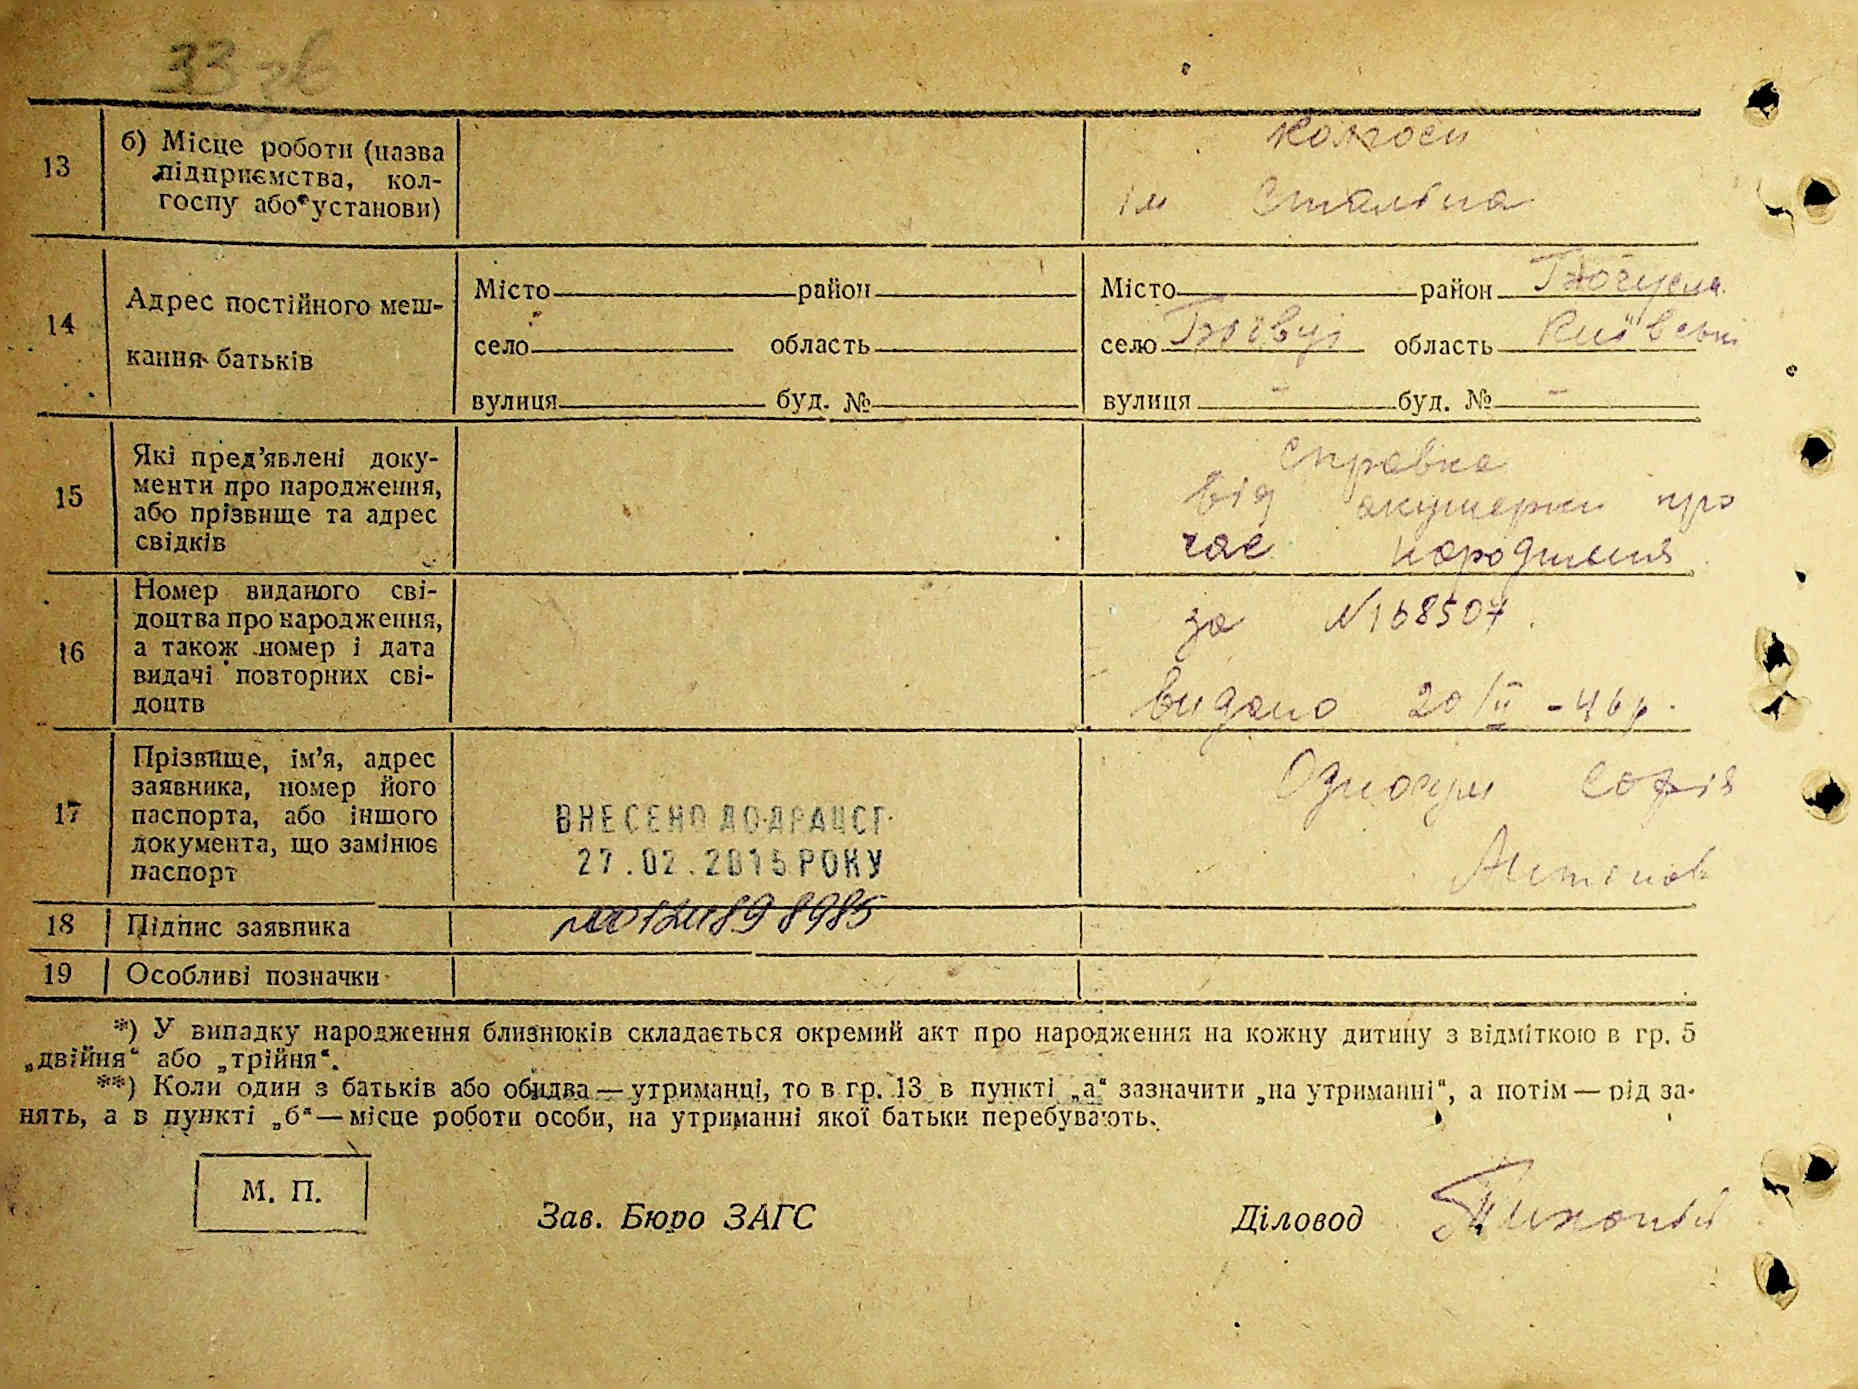 33 зв
13
б) Місце роботи (назва
підприємства, кол-
госпу або установи)
колгосп
ім Сталіна
14
Адрес постійного меш-
кання батьків
Місто район
село область
вулиця буд. №
Місто район
село область Київська
вулиця - буд. № -
15
Які пред'явлені доку-
менти про народження,
або прізвище та адрес
свідків
справка
від акушерки про
час народження
16
Номер виданого сві-
доцтва про народження,
а також номер і дата
видачі повторних сві-
доцтв
за №168507.
видано 20/ІІ - 46р.
17
Прізвище, ім'я, адрес
заявника, номер його
паспорта, або іншого
документа, що замінює
паспорт
ВНЕСЕНО ДО ДРАЦСГ
27.02.2015 РОКУ
Софія
18
Підпис заявника
19
Особливі позначки
*) У випадку народження близнюків складається окремий акт про народження на кожну дитину з відміткою в гр. 5
„двійня“ або „трійня“.
**) Коли один з батьків або обидва — утриманці, то в гр. 13 в пункті „а“ зазначити „на утриманні“, а потім — рід за-
нять, а в пункті „б“ — місце роботи особи, на утриманні якої батьки перебувають.
М. П.
Зав. Бюро ЗАГС
Діловод